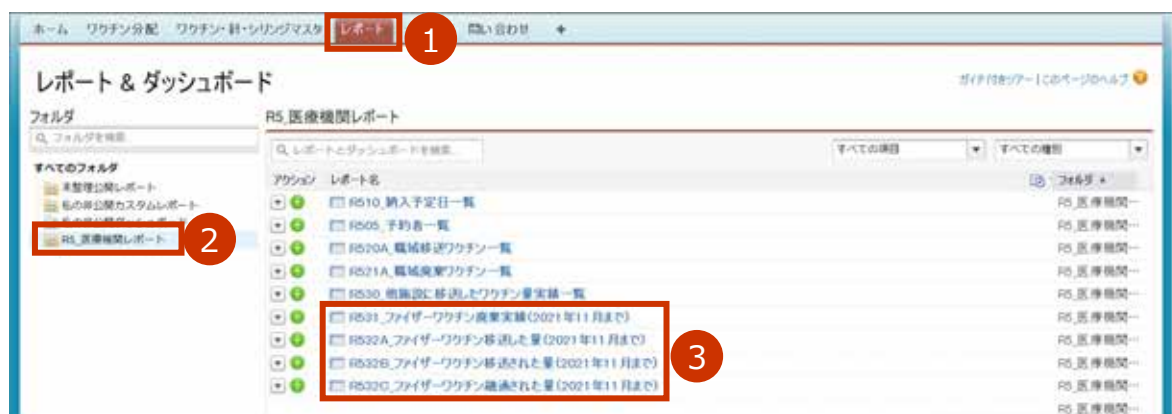 ホーム ワクチン分配 ワクチン・針・シリンジマスタ レポート 問い合わせ +
1
レポート & ダッシュボード
ガイド付きツアー | このページのヘルプ
フォルダ
R5_医療機関レポート
フォルダを検索
レポートとダッシュボードを検索
すべての項目
すべての種別
すべてのフォルダ
アクション レポート名 フォルダ
未整理公開レポート
私の非公開カスタムレポート
R5_医療機関レポート
2
R510_納入予定日一覧 R5_医療機関…
R505_予約者一覧 R5_医療機関…
R520A_職域移送ワクチン一覧 R5_医療機関…
R521A_職域廃棄ワクチン一覧 R5_医療機関…
R530_他施設に移送したワクチン量実績一覧 R5_医療機関…
R531_ファイザーワクチン廃棄実績(2021年11月まで) R5_医療機関…
R532A_ファイザーワクチン移送した量(2021年11月まで) R5_医療機関…
R532B_ファイザーワクチン移送された量(2021年11月まで) R5_医療機関…
R532C_ファイザーワクチン融通された量(2021年11月まで) R5_医療機関…
3
R5_医療機関…